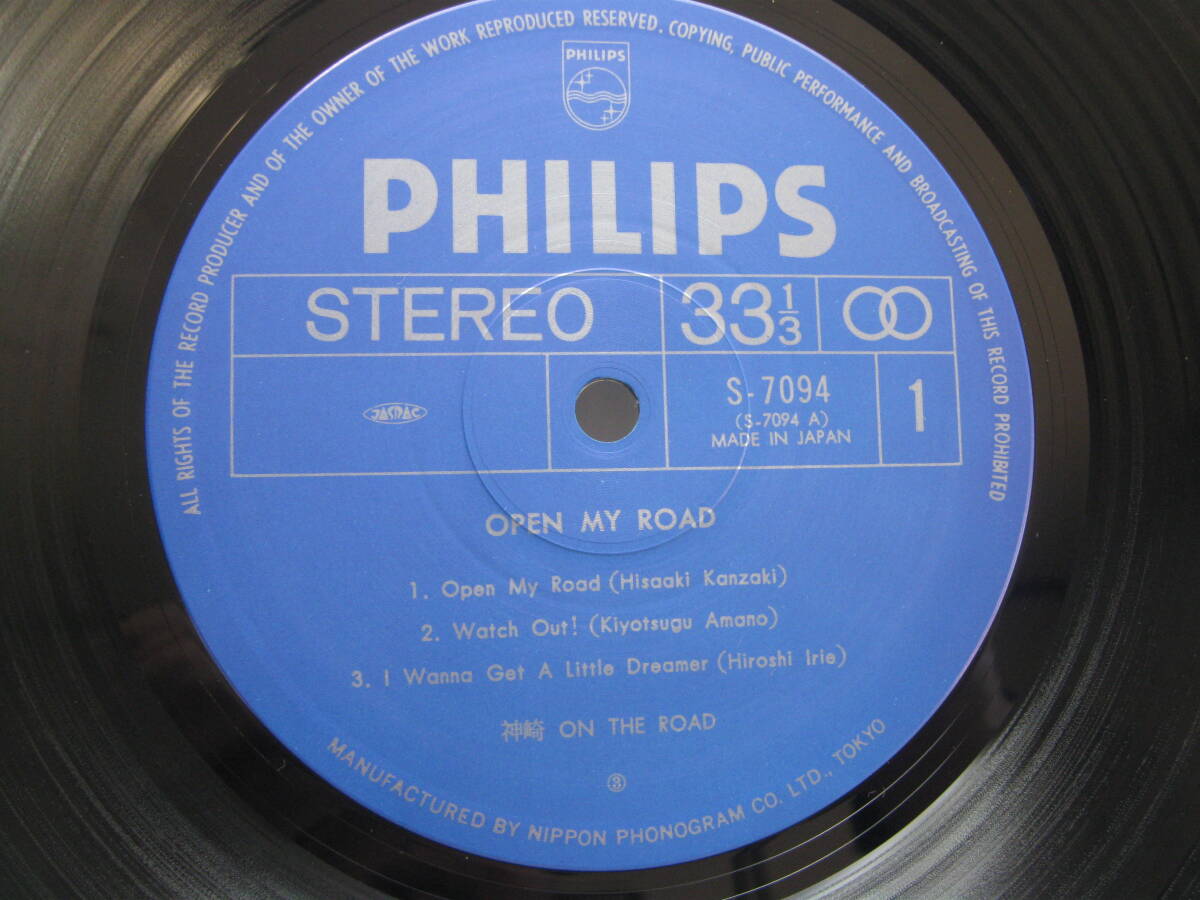 ALL RIGHTS OF THE RECORD PRODUCER AND OF THE OWNER OF THE WORK REPRODUCED RESERVED. COPYING, PUBLIC PERFORMANCE AND BROADCASTING OF THIS RECORD PROHIBITED
PHILIPS
PHILIPS
STEREO 33 1/3
JASRAC S-7094 1
(S-7094 A)
MADE IN JAPAN
OPEN MY ROAD
1. Open My Road (Hisaaki Kanzaki)
2. Watch Out! (Kiyotsugu Amano)
3. I Wanna Get A Little Dreamer (Hiroshi Irie)
神崎 ON THE ROAD
③
MANUFACTURED BY NIPPON PHONOGRAM CO. LTD., TOKYO